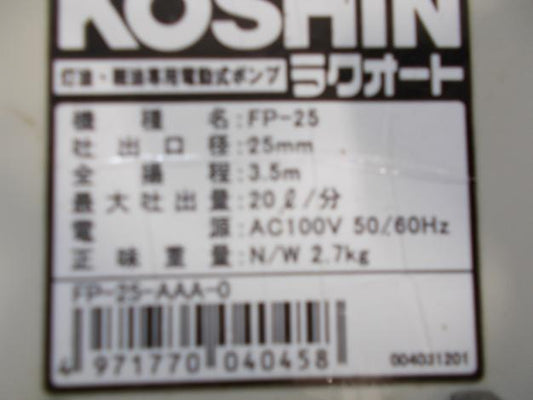 KOSHIN
灯油・軽油専用電動式ポンプ ラクオート
機種名:FP-25
吐出口径:25mm
全揚程:3.5m
最大吐出量:20ℓ/分
電源:AC100V 50/60Hz
正味重量:N/W 2.7kg
FP-25-AAA-0
4 971770 040458
004031201